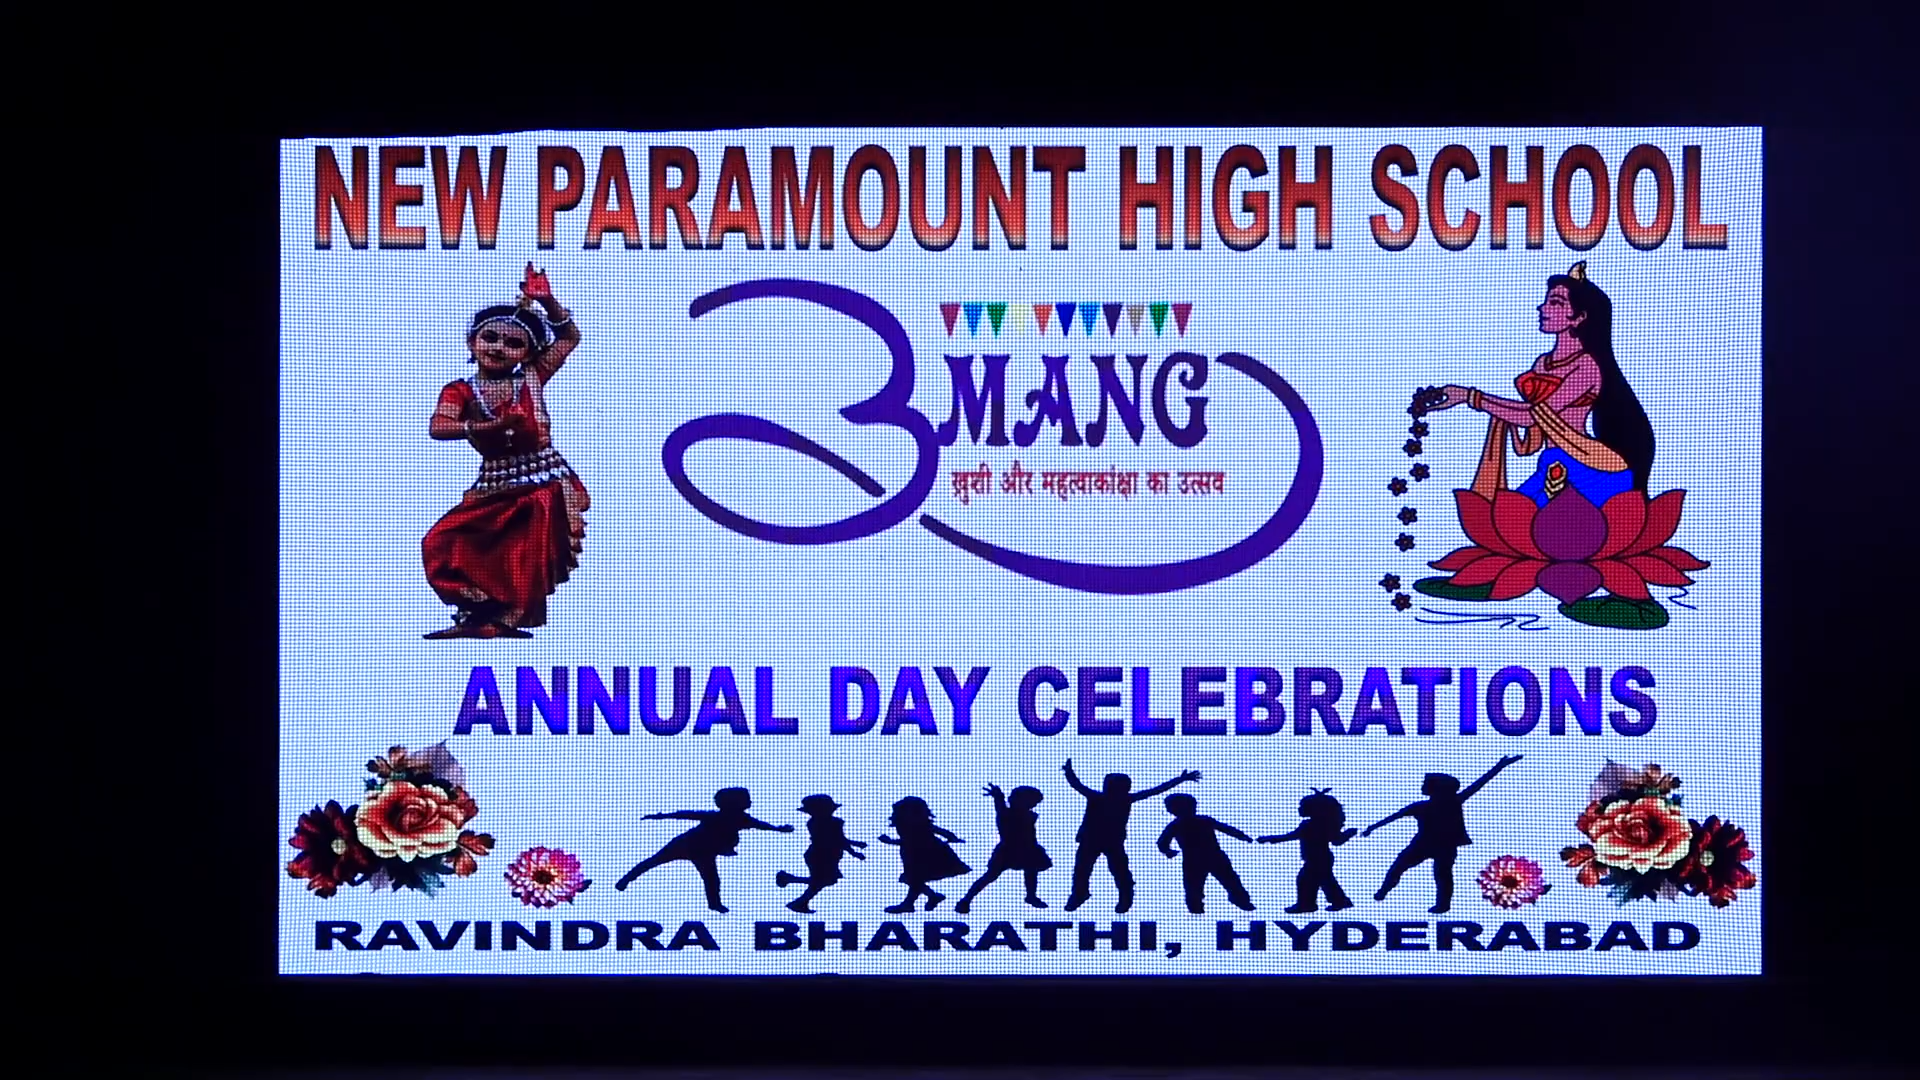 NEW PARAMOUNT HIGH SCHOOL
उMANG
ख़ुशी और महत्वाकांक्षा का उत्सव
ANNUAL DAY CELEBRATIONS
RAVINDRA BHARATHI, HYDERABAD